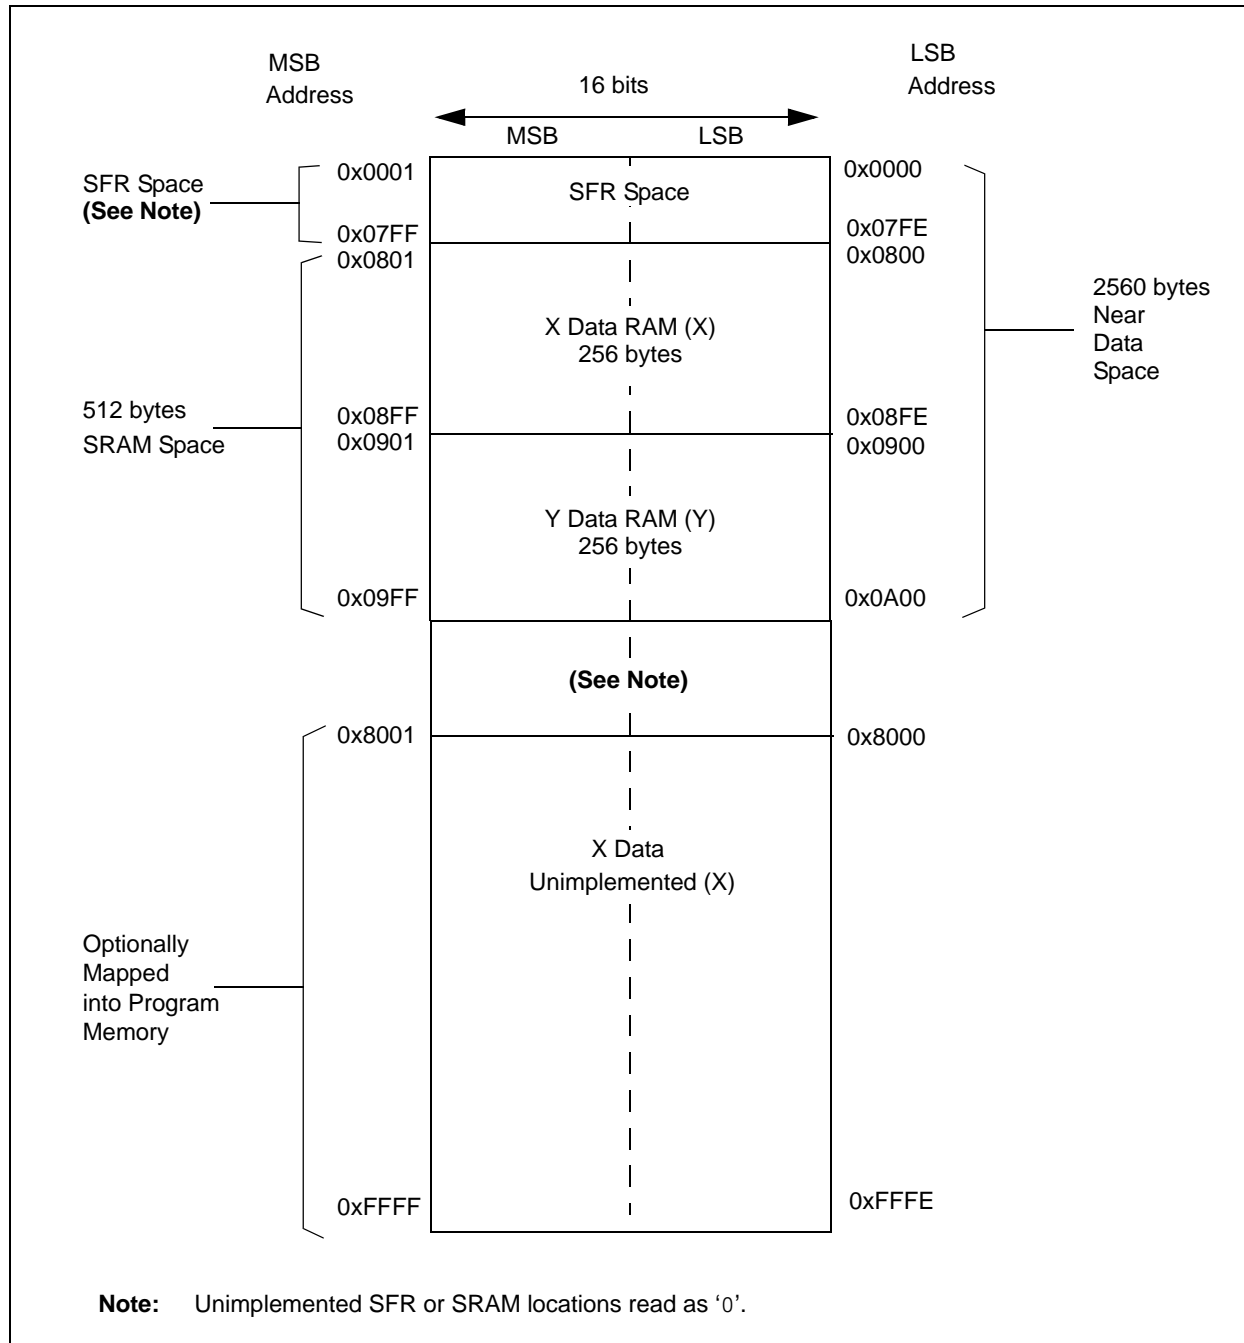 MSB
Address
LSB
Address
16 bits
MSB
LSB
SFR Space
(See Note)
0x0001
SFR Space
0x0000
0x07FF
0x07FE
0x0801
0x0800
X Data RAM (X)
256 bytes
2560 bytes
Near
Data
Space
512 bytes
SRAM Space
0x08FF
0x08FE
0x0901
0x0900
Y Data RAM (Y)
256 bytes
0x09FF
0x0A00
(See Note)
0x8001
0x8000
X Data
Unimplemented (X)
Optionally
Mapped
into Program
Memory
0xFFFF
0xFFFE
Note: Unimplemented SFR or SRAM locations read as ‘0’.